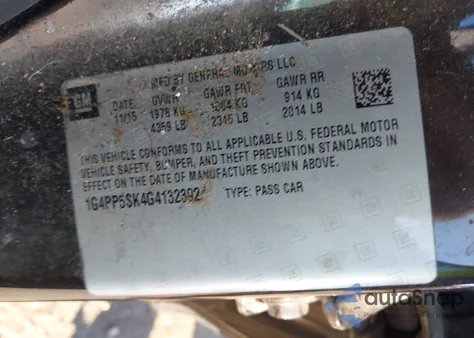 MFD BY GENERAL MOTORS LLC
GM
DATE GVWR GAWR FRT GAWR RR
11/15 1978 KG 1064 KG 914 KG
4359 LB 2345 LB 2014 LB
THIS VEHICLE CONFORMS TO ALL APPLICABLE U.S. FEDERAL MOTOR
VEHICLE SAFETY, BUMPER, AND THEFT PREVENTION STANDARDS IN
EFFECT ON THE DATE OF MANUFACTURE SHOWN ABOVE.
1G4PP5SK4G4132392 TYPE: PASS CAR
autoSnap